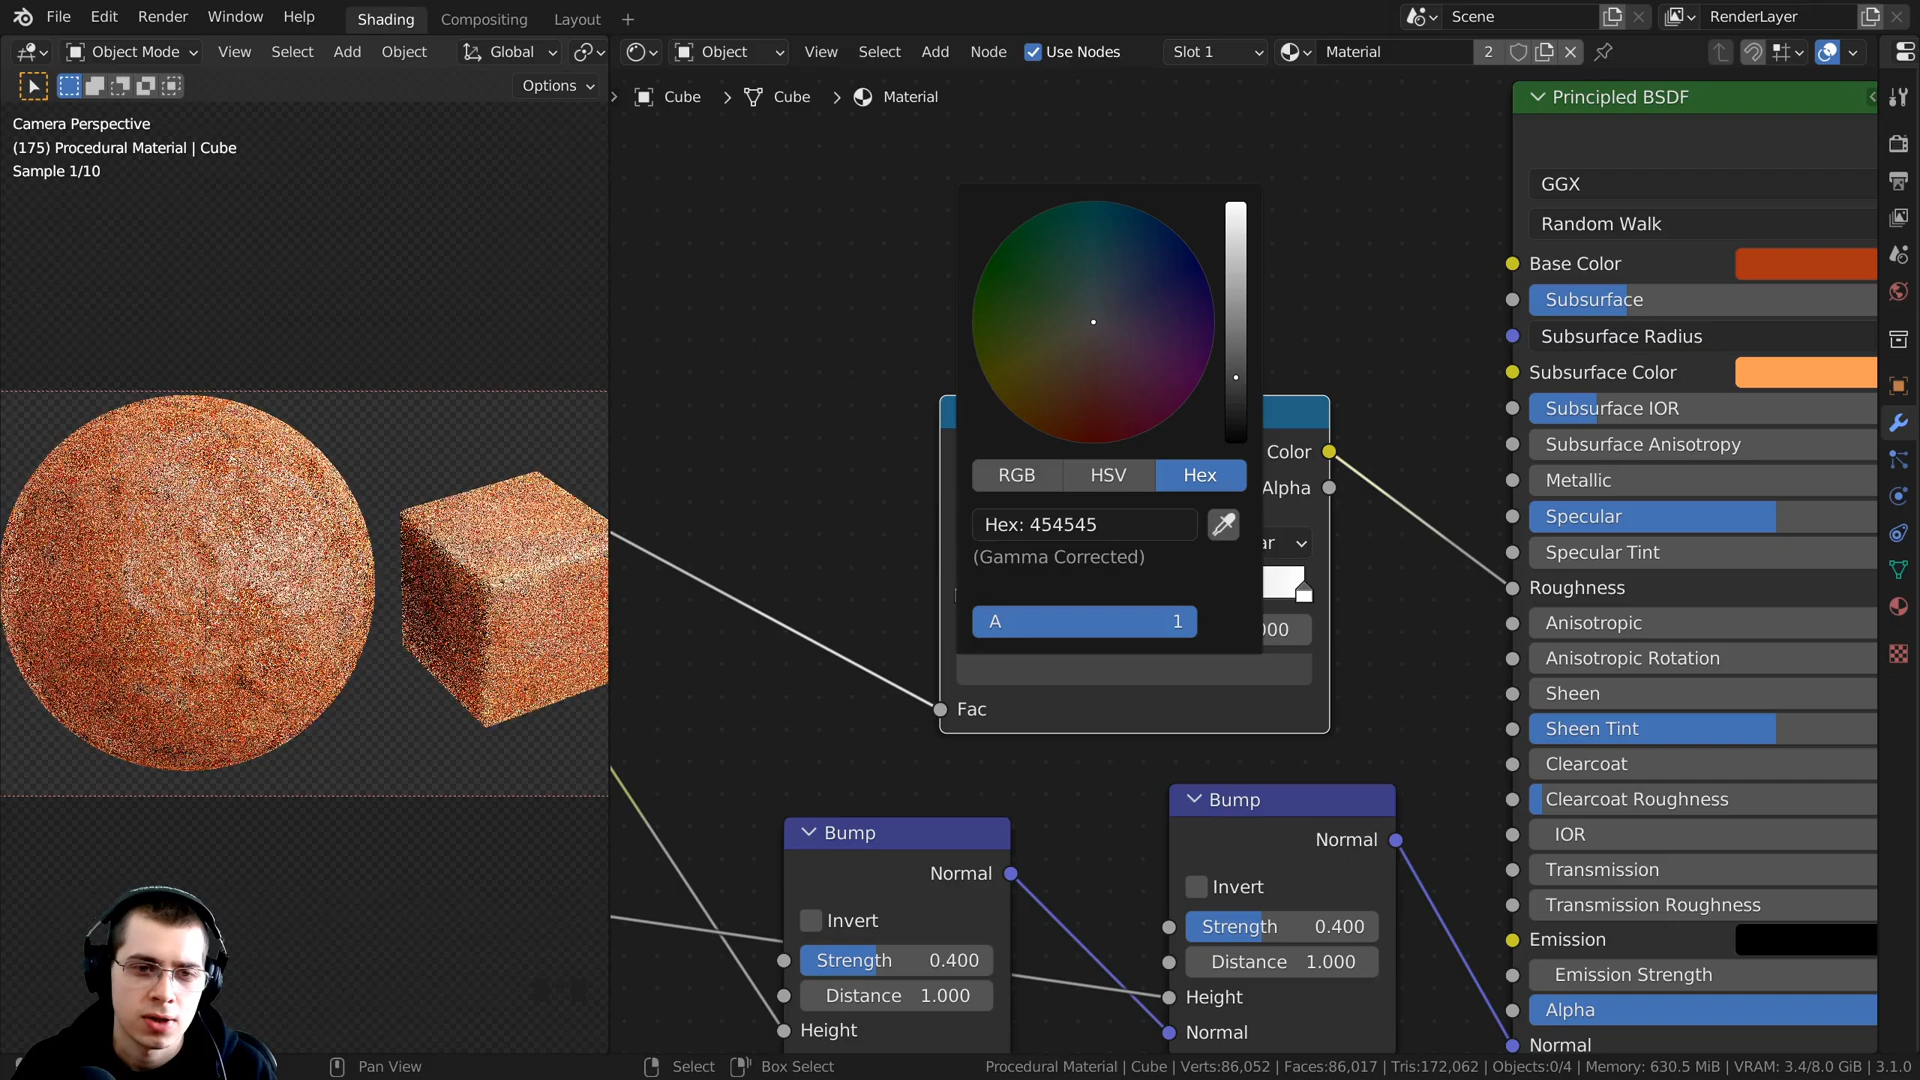 File Edit Render Window Help Shading Compositing Layout Scene RenderLayer
Object Mode View Select Add Object Global Object View Select Add Node Use Nodes Slot 1 Material 2
Options
Cube Cube Material
Camera Perspective
(175) Procedural Material | Cube
Sample 1/10
Principled BSDF
GGX
Random Walk
Base Color
Subsurface
Subsurface Radius
Subsurface Color
Subsurface IOR
Subsurface Anisotropy
Metallic
Specular
Specular Tint
Roughness
Anisotropic
Anisotropic Rotation
Sheen
Sheen Tint
Clearcoat
Clearcoat Roughness
IOR
Transmission
Transmission Roughness
Emission
Emission Strength
Alpha
Normal
Color
Alpha
RGB HSV Hex
Hex: 454545
(Gamma Corrected)
A 1
Fac
Bump
Normal
Invert
Strength 0.400
Distance 1.000
Height
Bump
Normal
Invert
Strength 0.400
Distance 1.000
Height
Normal
Pan View Select Box Select Procedural Material | Cube | Verts:86,052 | Faces:86,017 | Tris:172,062 | Objects:0/4 | Memory: 630.5 MiB | VRAM: 3.4/8.0 GiB | 3.1.0